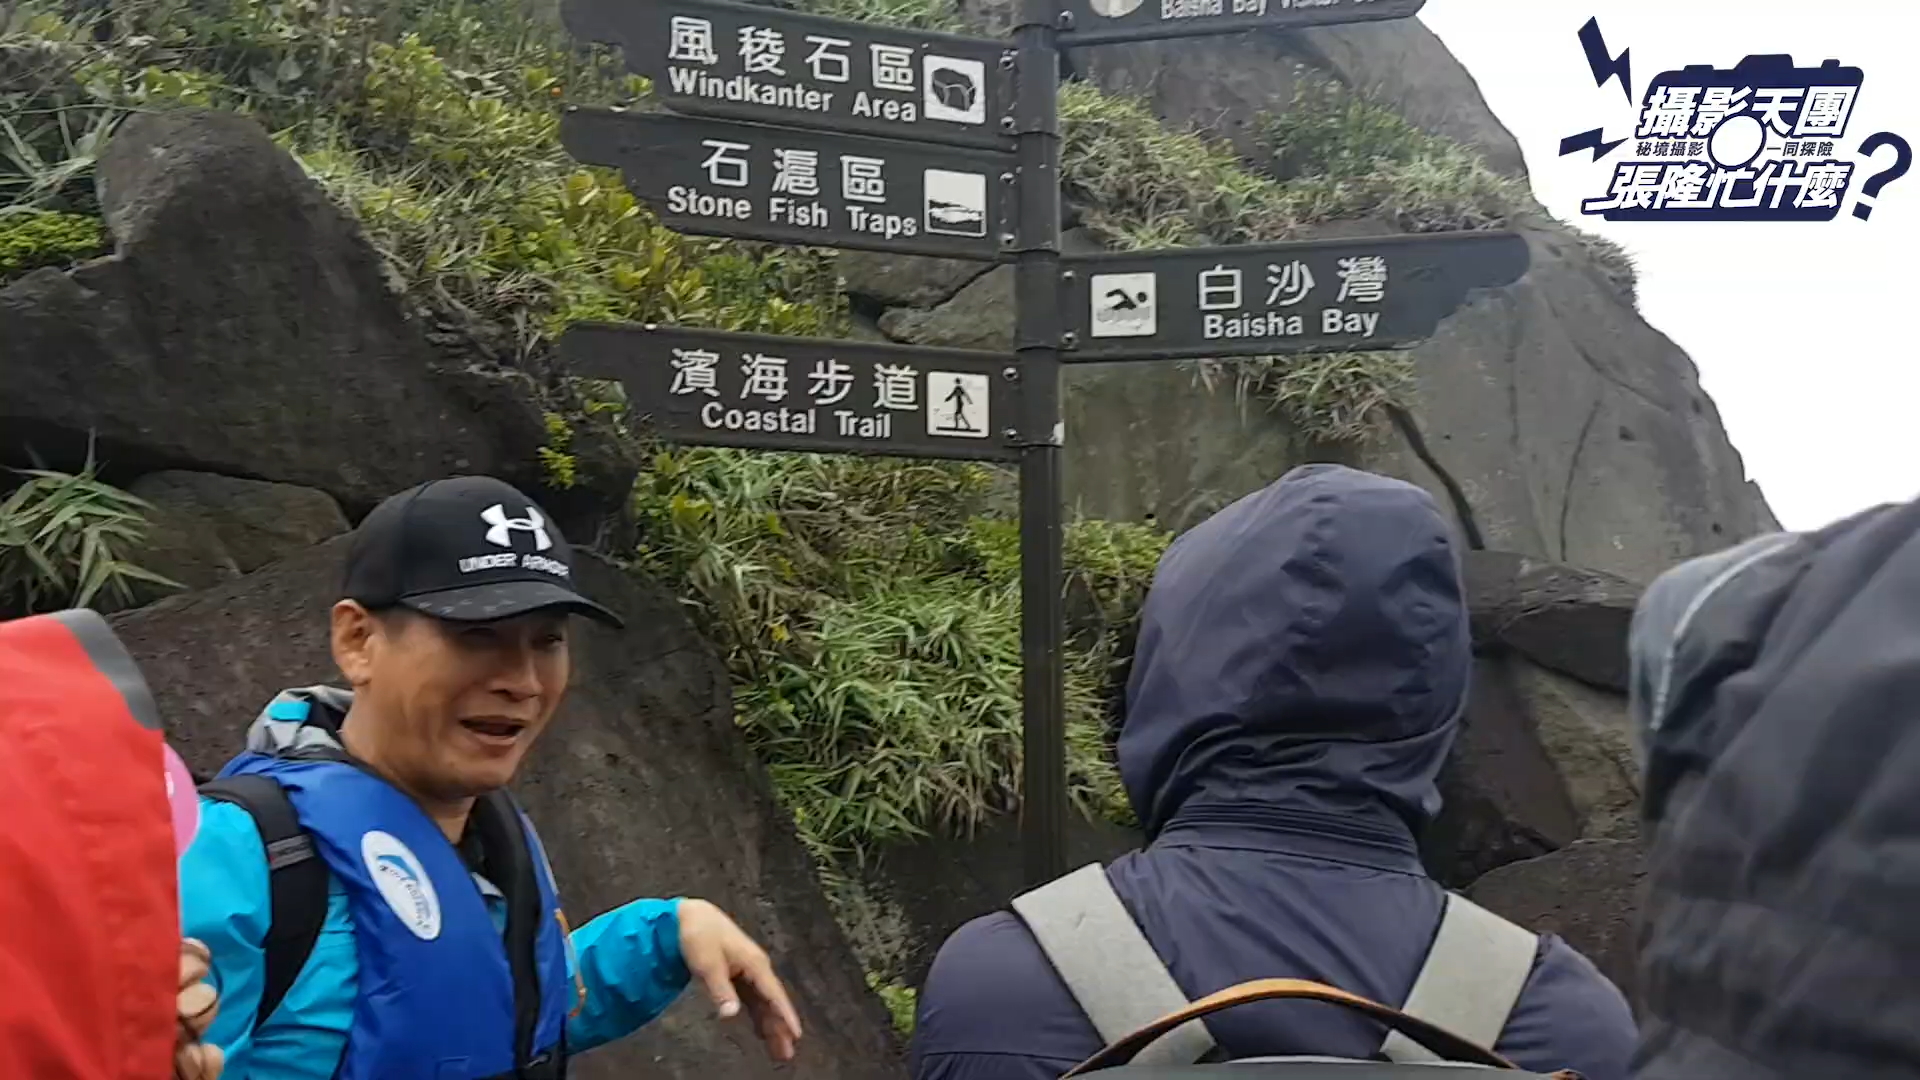 風稜石區
Windkanter Area
石滬區
Stone Fish Traps
濱海步道
Coastal Trail
Baisha Bay
白沙灣
Baisha Bay
UNDER ARMOUR
攝影天團
秘境攝影 一同探險
張隆忙什麼?